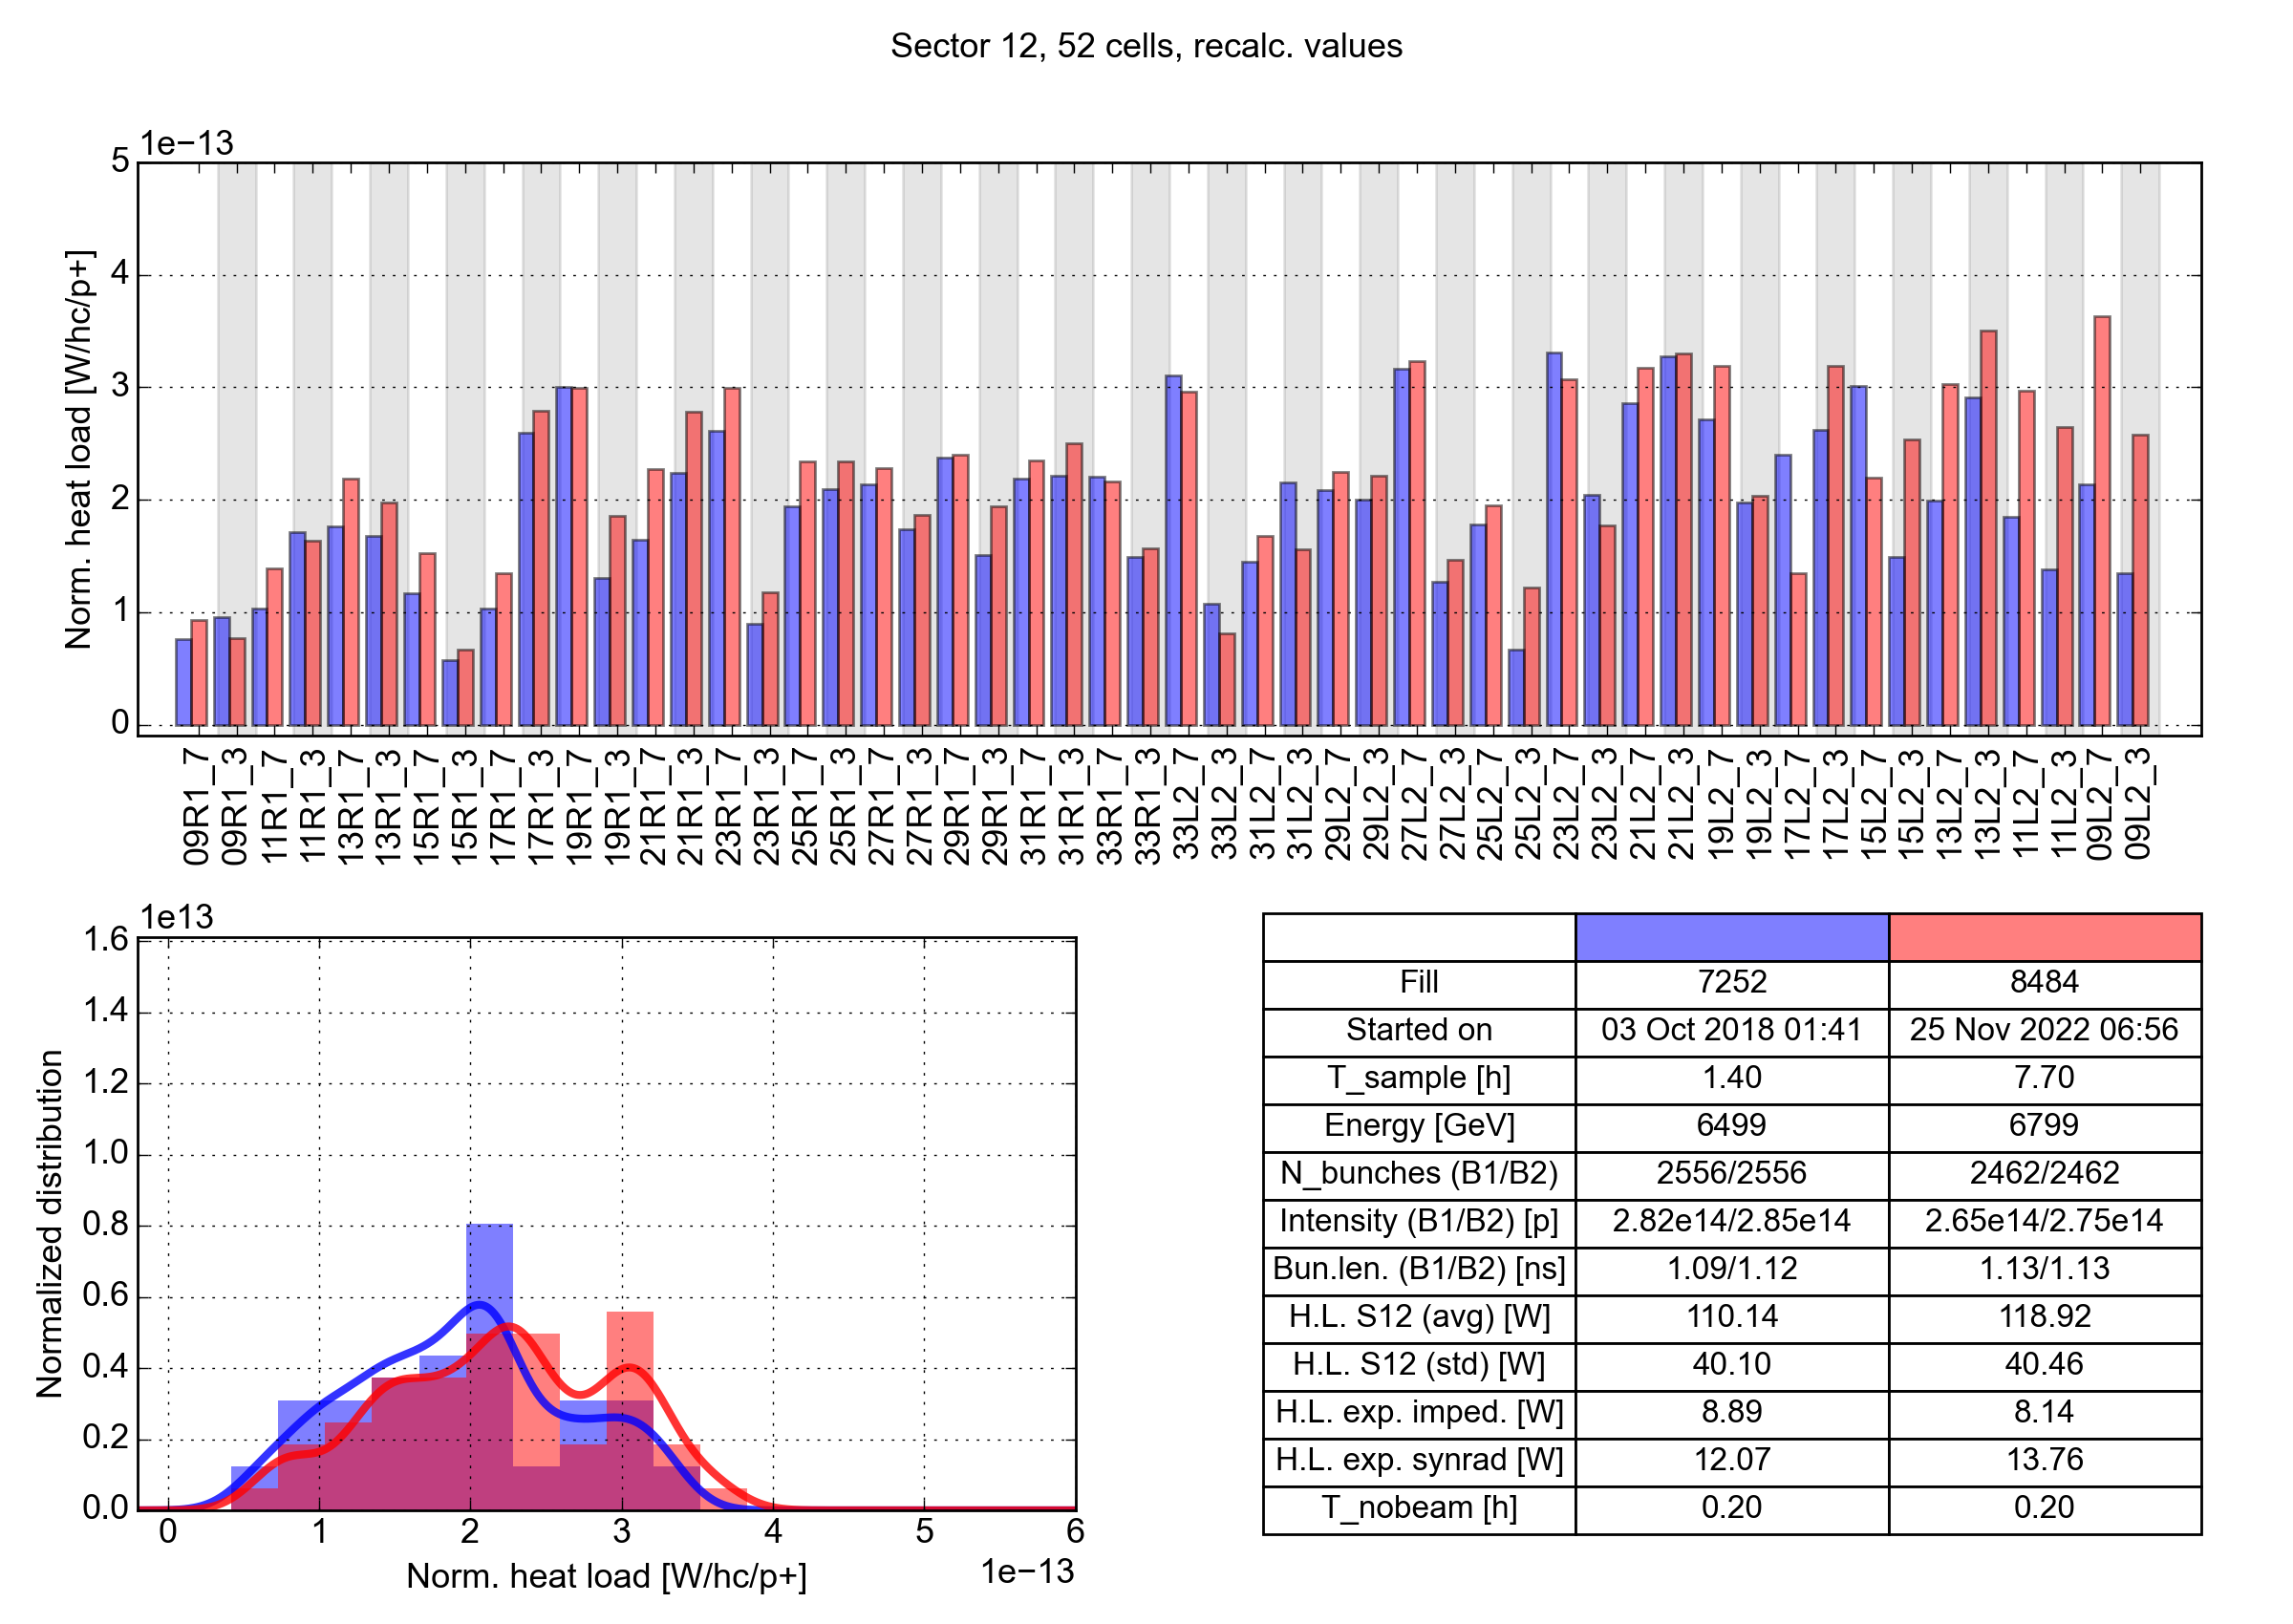 Sector 12, 52 cells, recalc. values
1e−13
5
4
3
2
1
0
Norm. heat load [W/hc/p+]
09R1_7
09R1_3
11R1_7
11R1_3
13R1_7
13R1_3
15R1_7
15R1_3
17R1_7
17R1_3
19R1_7
19R1_3
21R1_7
21R1_3
23R1_7
23R1_3
25R1_7
25R1_3
27R1_7
27R1_3
29R1_7
29R1_3
31R1_7
31R1_3
33R1_7
33R1_3
33L2_7
33L2_3
31L2_7
31L2_3
29L2_7
29L2_3
27L2_7
27L2_3
25L2_7
25L2_3
23L2_7
23L2_3
21L2_7
21L2_3
19L2_7
19L2_3
17L2_7
17L2_3
15L2_7
15L2_3
13L2_7
13L2_3
11L2_7
11L2_3
09L2_7
09L2_3
1e13
1.6
1.4
1.2
1.0
0.8
0.6
0.4
0.2
0.0
Normalized distribution
0 1 2 3 4 5 6
Norm. heat load [W/hc/p+]
1e−13
Fill 7252 8484
Started on 03 Oct 2018 01:41 25 Nov 2022 06:56
T_sample [h] 1.40 7.70
Energy [GeV] 6499 6799
N_bunches (B1/B2) 2556/2556 2462/2462
Intensity (B1/B2) [p] 2.82e14/2.85e14 2.65e14/2.75e14
Bun.len. (B1/B2) [ns] 1.09/1.12 1.13/1.13
H.L. S12 (avg) [W] 110.14 118.92
H.L. S12 (std) [W] 40.10 40.46
H.L. exp. imped. [W] 8.89 8.14
H.L. exp. synrad [W] 12.07 13.76
T_nobeam [h] 0.20 0.20